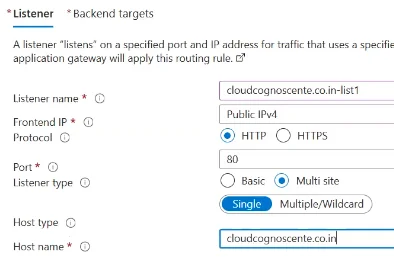 * Listener * Backend targets
A listener "listens" on a specified port and IP address for traffic that uses a specifie
application gateway will apply this routing rule.
Listener name * cloudcognoscente.co.in-list1
Frontend IP * Public IPv4
Protocol HTTP HTTPS
Port * 80
Listener type Basic Multi site
Host type Single Multiple/Wildcard
Host name * cloudcognoscente.co.in